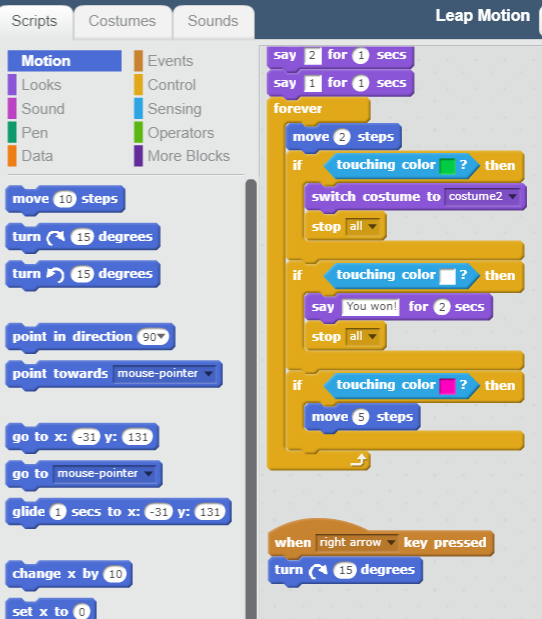 Scripts
Costumes
Sounds
Leap Motion
Motion
Looks
Sound
Pen
Data
Events
Control
Sensing
Operators
More Blocks
move 10 steps
turn 15 degrees
turn 15 degrees
point in direction 90
point towards mouse-pointer
go to x: -31 y: 131
go to mouse-pointer
glide 1 secs to x: -31 y: 131
change x by 10
set x to 0
say 2 for 1 secs
say 1 for 1 secs
forever
move 2 steps
if touching color ? then
switch costume to costume2
stop all
if touching color ? then
say You won! for 2 secs
stop all
if touching color ? then
move 5 steps
when right arrow key pressed
turn 15 degrees